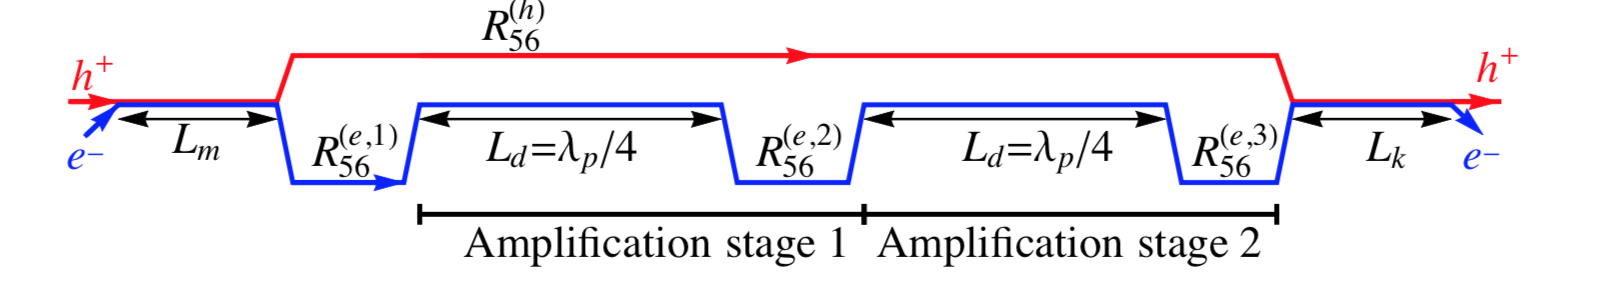 R_{56}^{(h)}
h^+ h^+
L_m R_{56}^{(e,1)} L_d=λ_p/4 R_{56}^{(e,2)} L_d=λ_p/4 R_{56}^{(e,3)} L_k
e^– e^–
Amplification stage 1 Amplification stage 2